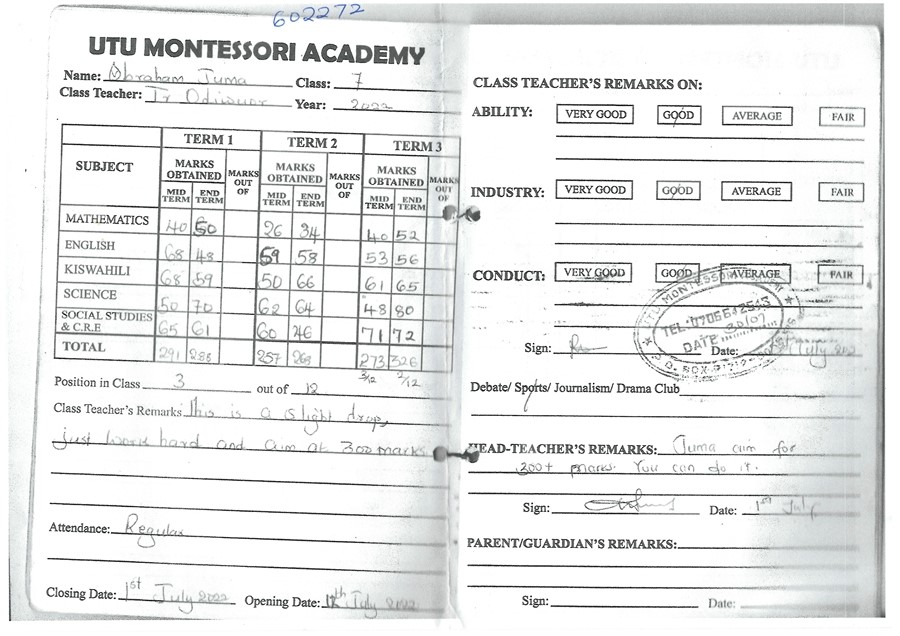 602272
UTU MONTESSORI ACADEMY
Name: Abraham Juma Class: 7
Class Teacher: Tr Odiwuor Year: 2022
TERM 1 TERM 2 TERM 3
SUBJECT MARKS OBTAINED MARKS OUT OF MARKS OBTAINED MARKS OUT OF MARKS OBTAINED MARKS OUT OF
MID TERM END TERM MID TERM END TERM MID TERM END TERM
MATHEMATICS 40 50 26 34 40 52
ENGLISH 68 48 59 58 53 56
KISWAHILI 68 59 50 66 61 65
SCIENCE 50 70 62 64 48 80
SOCIAL STUDIES & C.R.E 65 61 60 46 71 72
TOTAL 291 288 257 268 273 326
3/12 2/12
Position in Class 3 out of 12
Class Teacher's Remarks This is a slight drop,
just work hard and aim at 300 marks
Attendance: Regular
Closing Date: 1st July 2022 Opening Date: 12th July 2022
CLASS TEACHER'S REMARKS ON:
ABILITY: VERY GOOD GOOD AVERAGE FAIR
INDUSTRY: VERY GOOD GOOD AVERAGE FAIR
CONDUCT: VERY GOOD GOOD AVERAGE FAIR
UTU MONTESSORI
TEL: 0706642543
DATE 30/07
P.O. BOX
Sign: Date: July
Debate/ Sports/ Journalism/ Drama Club
HEAD-TEACHER'S REMARKS: Juma aim for
300+ marks. You can do it.
Sign: Date: 1st July
PARENT/GUARDIAN'S REMARKS:
Sign: Date: